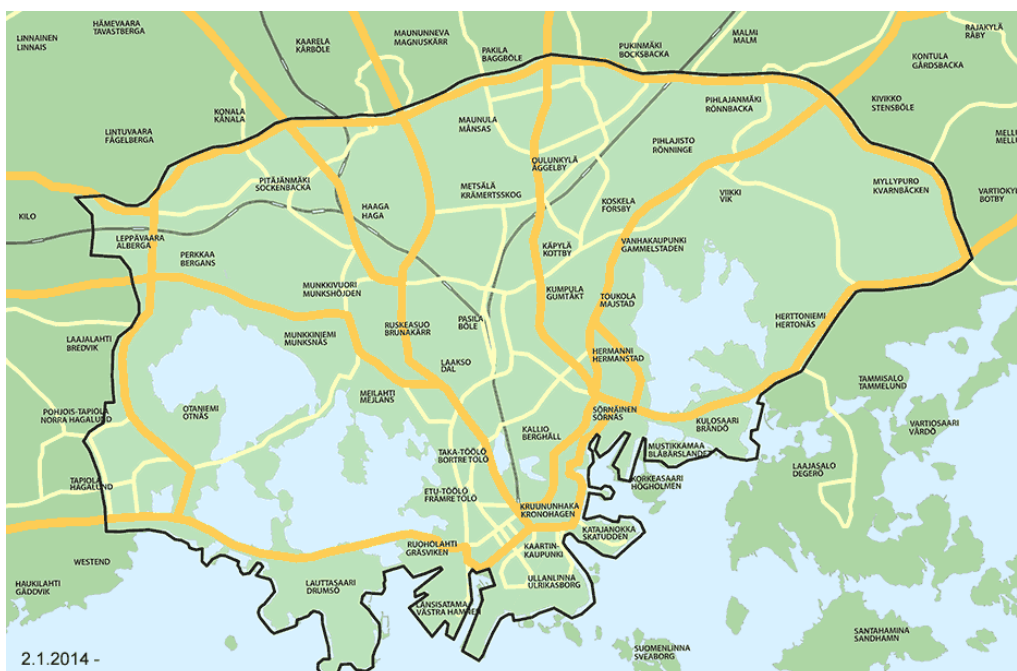 HÄMEVAARA
TAVASTBERGA
LINNAINEN
LINNAIS
KAARELA
KÅRBÖLE
MAUNUNNEVA
MAGNUSKÄRR
PAKILA
BAGGBÖLE
PUKINMÄKI
BOCKSBACKA
MALMI
MALM
RAJAKYLÄ
RÅBY
KONTULA
GÅRDSBACKA
KIVIKKO
STENSBÖLE
KONALA
KÅNALA
LINTUVAARA
FÅGELBERGA
MAUNULA
MÅNSAS
PIHLAJANMÄKI
RÖNNBACKA
PIHLAJISTO
RÖNNINGE
MELLU
MELLU
OULUNKYLÄ
ÅGGELBY
PITÄJÄNMÄKI
SOCKENBACKA
METSÄLÄ
KRÄMERTSSKOG
MYLLYPURO
KVARNBÄCKEN
VIIKKI
VIK
VARTIOKY
BOTBY
KILO
HAAGA
HAGA
KOSKELA
FORSBY
LEPPÄVAARA
ALBERGA
PERKKAA
BERGANS
KÄPYLÄ
KOTTBY
VANHAKAUPUNKI
GAMMELSTADEN
MUNKKIVUORI
MUNKSHÖJDEN
KUMPULA
GUMTÄKT
TOUKOLA
MAJSTAD
LAAJALAHTI
BREDVIK
MUNKKINIEMI
MUNKSNÄS
RUSKEASUO
BRUNAKÄRR
PASILA
BÖLE
HERTTONIEMI
HERTONÄS
LAAKSO
DAL
HERMANNI
HERMANSTAD
TAMMISALO
TAMMELUND
MEILAHTI
MEJLANS
POHJOIS-TAPIOLA
NORRA HAGALUND
OTANIEMI
OTNÄS
SÖRNÄINEN
SÖRNÄS
KULOSAARI
BRÄNDÖ
VARTIOSAARI
VÅRDÖ
KALLIO
BERGHÄLL
MUSTIKKAMAA
BLÅBÄRSLANDET
TAKA-TÖÖLÖ
BORTRE TÖLÖ
LAAJASALO
DEGERÖ
TAPIOLA
HAGALUND
KORKEASAARI
HÖGHOLMEN
ETU-TÖÖLÖ
FRÄMRE TÖLÖ
KRUUNUNHAKA
KRONOHAGEN
KATAJANOKKA
SKATUDDEN
RUOHOLAHTI
GRÄSVIKEN
KAARTIN-
KAUPUNKI
WESTEND
HAUKILAHTI
GÄDDVIK
LAUTTASAARI
DRUMSÖ
ULLANLINNA
ULRIKASBORG
LÄNSISATAMA
VÄSTRA HAMNEN
SANTAHAMINA
SANDHAMN
SUOMENLINNA
SVEABORG
2.1.2014 -